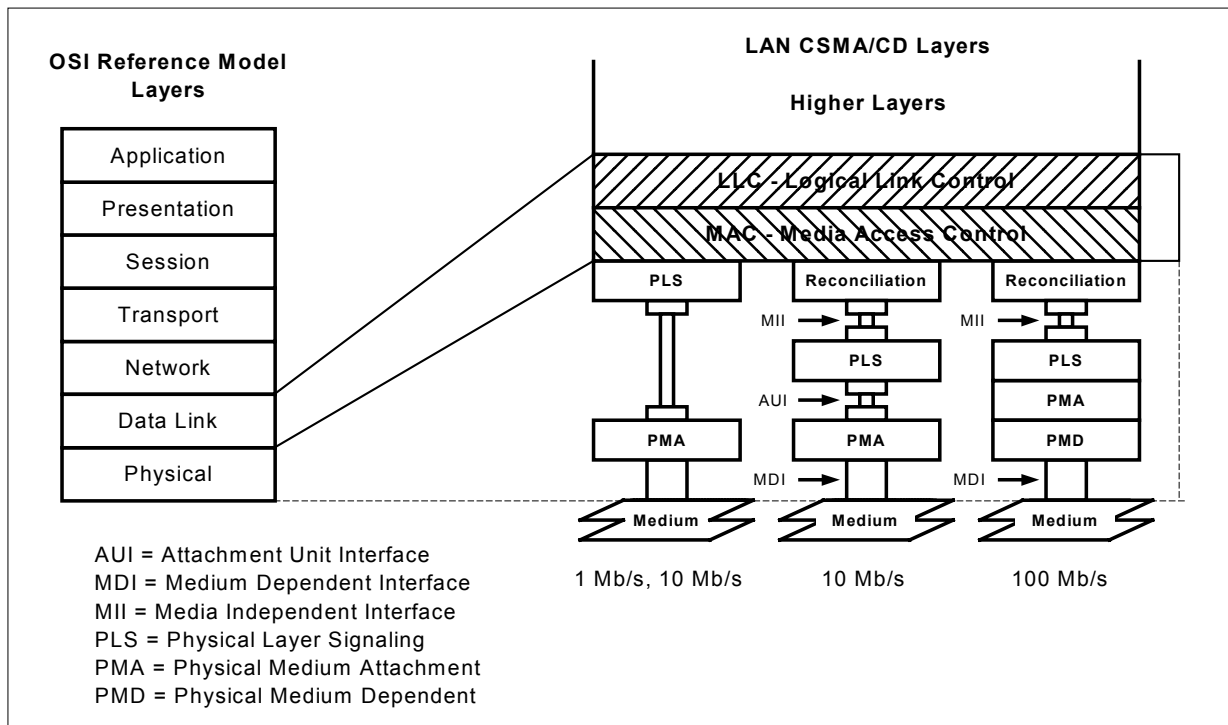 OSI Reference Model
Layers
Application
Presentation
Session
Transport
Network
Data Link
Physical
LAN CSMA/CD Layers
Higher Layers
LLC - Logical Link Control
MAC - Media Access Control
PLS
Reconciliation
Reconciliation
MII
MII
PLS
PLS
AUI
PMA
PMA
PMA
PMD
MDI
MDI
Medium
Medium
Medium
1 Mb/s, 10 Mb/s
10 Mb/s
100 Mb/s
AUI = Attachment Unit Interface
MDI = Medium Dependent Interface
MII = Media Independent Interface
PLS = Physical Layer Signaling
PMA = Physical Medium Attachment
PMD = Physical Medium Dependent